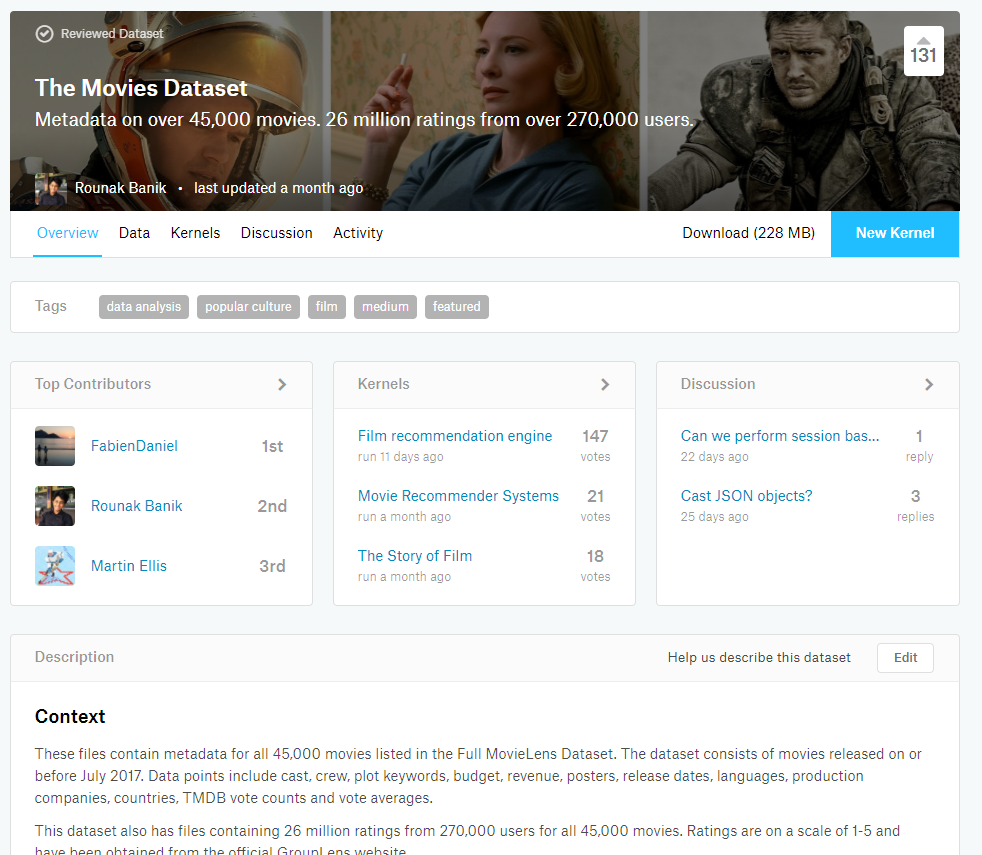 Reviewed Dataset
131
The Movies Dataset
Metadata on over 45,000 movies. 26 million ratings from over 270,000 users.
Rounak Banik • last updated a month ago
Overview Data Kernels Discussion Activity Download (228 MB) New Kernel
Tags data analysis popular culture film medium featured
Top Contributors
FabienDaniel 1st
Rounak Banik 2nd
Martin Ellis 3rd
Kernels
Film recommendation engine 147
run 11 days ago votes
Movie Recommender Systems 21
run a month ago votes
The Story of Film 18
run a month ago votes
Discussion
Can we perform session bas... 1
22 days ago reply
Cast JSON objects? 3
25 days ago replies
Description Help us describe this dataset Edit
Context
These files contain metadata for all 45,000 movies listed in the Full MovieLens Dataset. The dataset consists of movies released on or
before July 2017. Data points include cast, crew, plot keywords, budget, revenue, posters, release dates, languages, production
companies, countries, TMDB vote counts and vote averages.
This dataset also has files containing 26 million ratings from 270,000 users for all 45,000 movies. Ratings are on a scale of 1-5 and
have been obtained from the official GroupLens website.